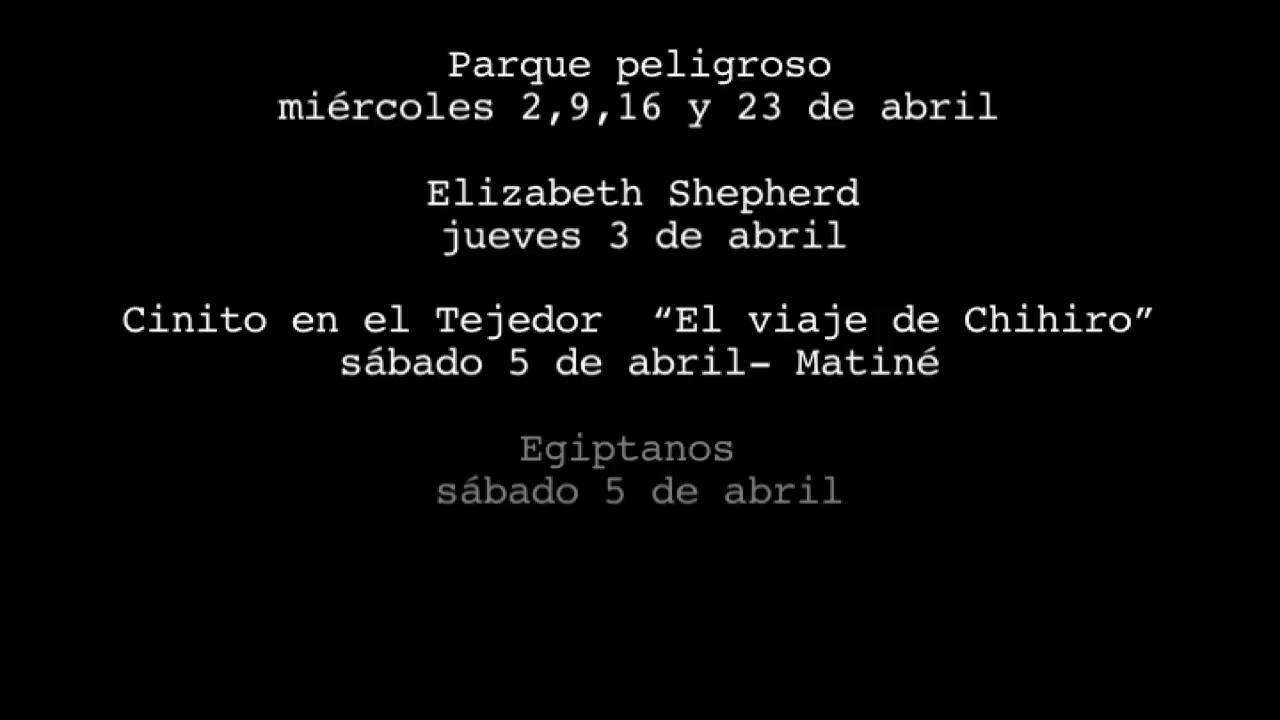 Parque peligroso
miércoles 2,9,16 y 23 de abril
Elizabeth Shepherd
jueves 3 de abril
Cinito en el Tejedor “El viaje de Chihiro”
sábado 5 de abril- Matiné
Egiptanos
sábado 5 de abril